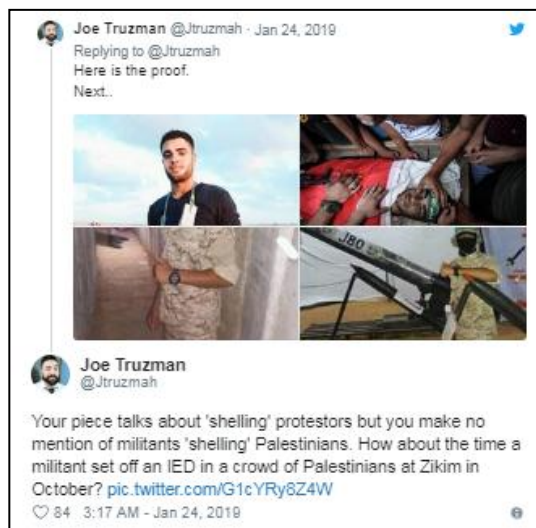 Joe Truzman @Jtruzmah · Jan 24, 2019
Replying to @Jtruzmah
Here is the proof.
Next..
J80
Joe Truzman
@Jtruzmah
Your piece talks about 'shelling' protestors but you make no
mention of militants 'shelling' Palestinians. How about the time a
militant set off an IED in a crowd of Palestinians at Zikim in
October? pic.twitter.com/G1cYRy8Z4W
84 3:17 AM - Jan 24, 2019